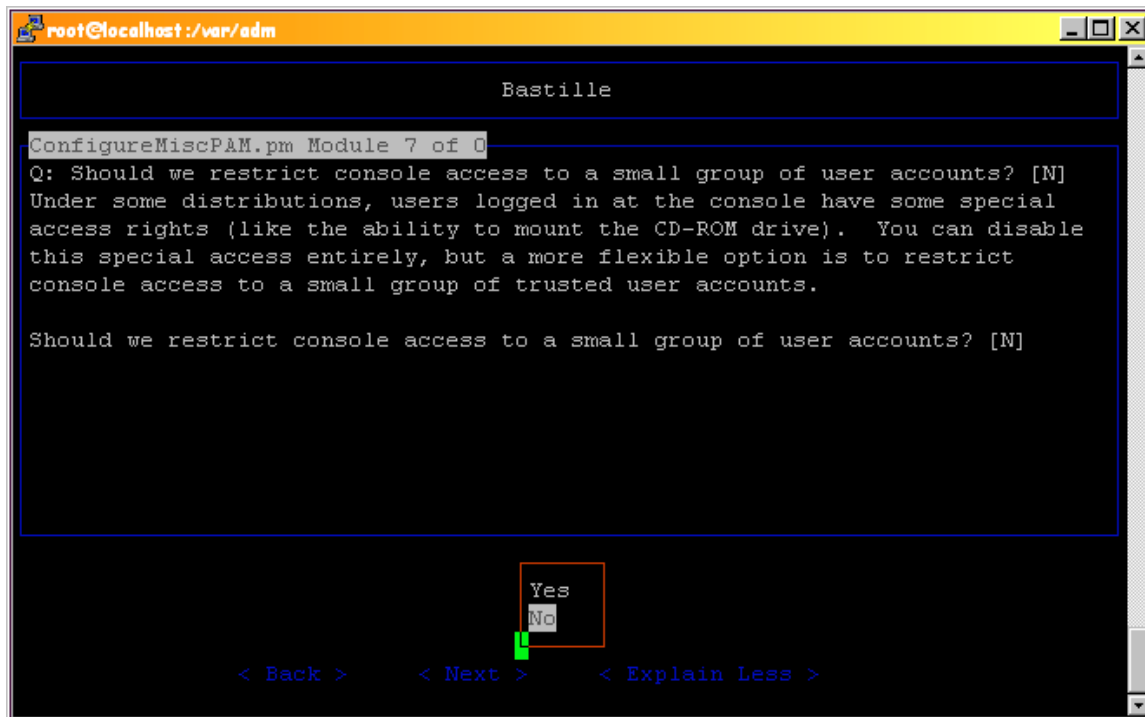 root@localhost:/var/adm
Bastille
ConfigureMiscPAM.pm Module 7 of 0
Q: Should we restrict console access to a small group of user accounts? [N]
Under some distributions, users logged in at the console have some special
access rights (like the ability to mount the CD-ROM drive).  You can disable
this special access entirely, but a more flexible option is to restrict
console access to a small group of trusted user accounts.
Should we restrict console access to a small group of user accounts? [N]
Yes
No
< Back > < Next > < Explain Less >